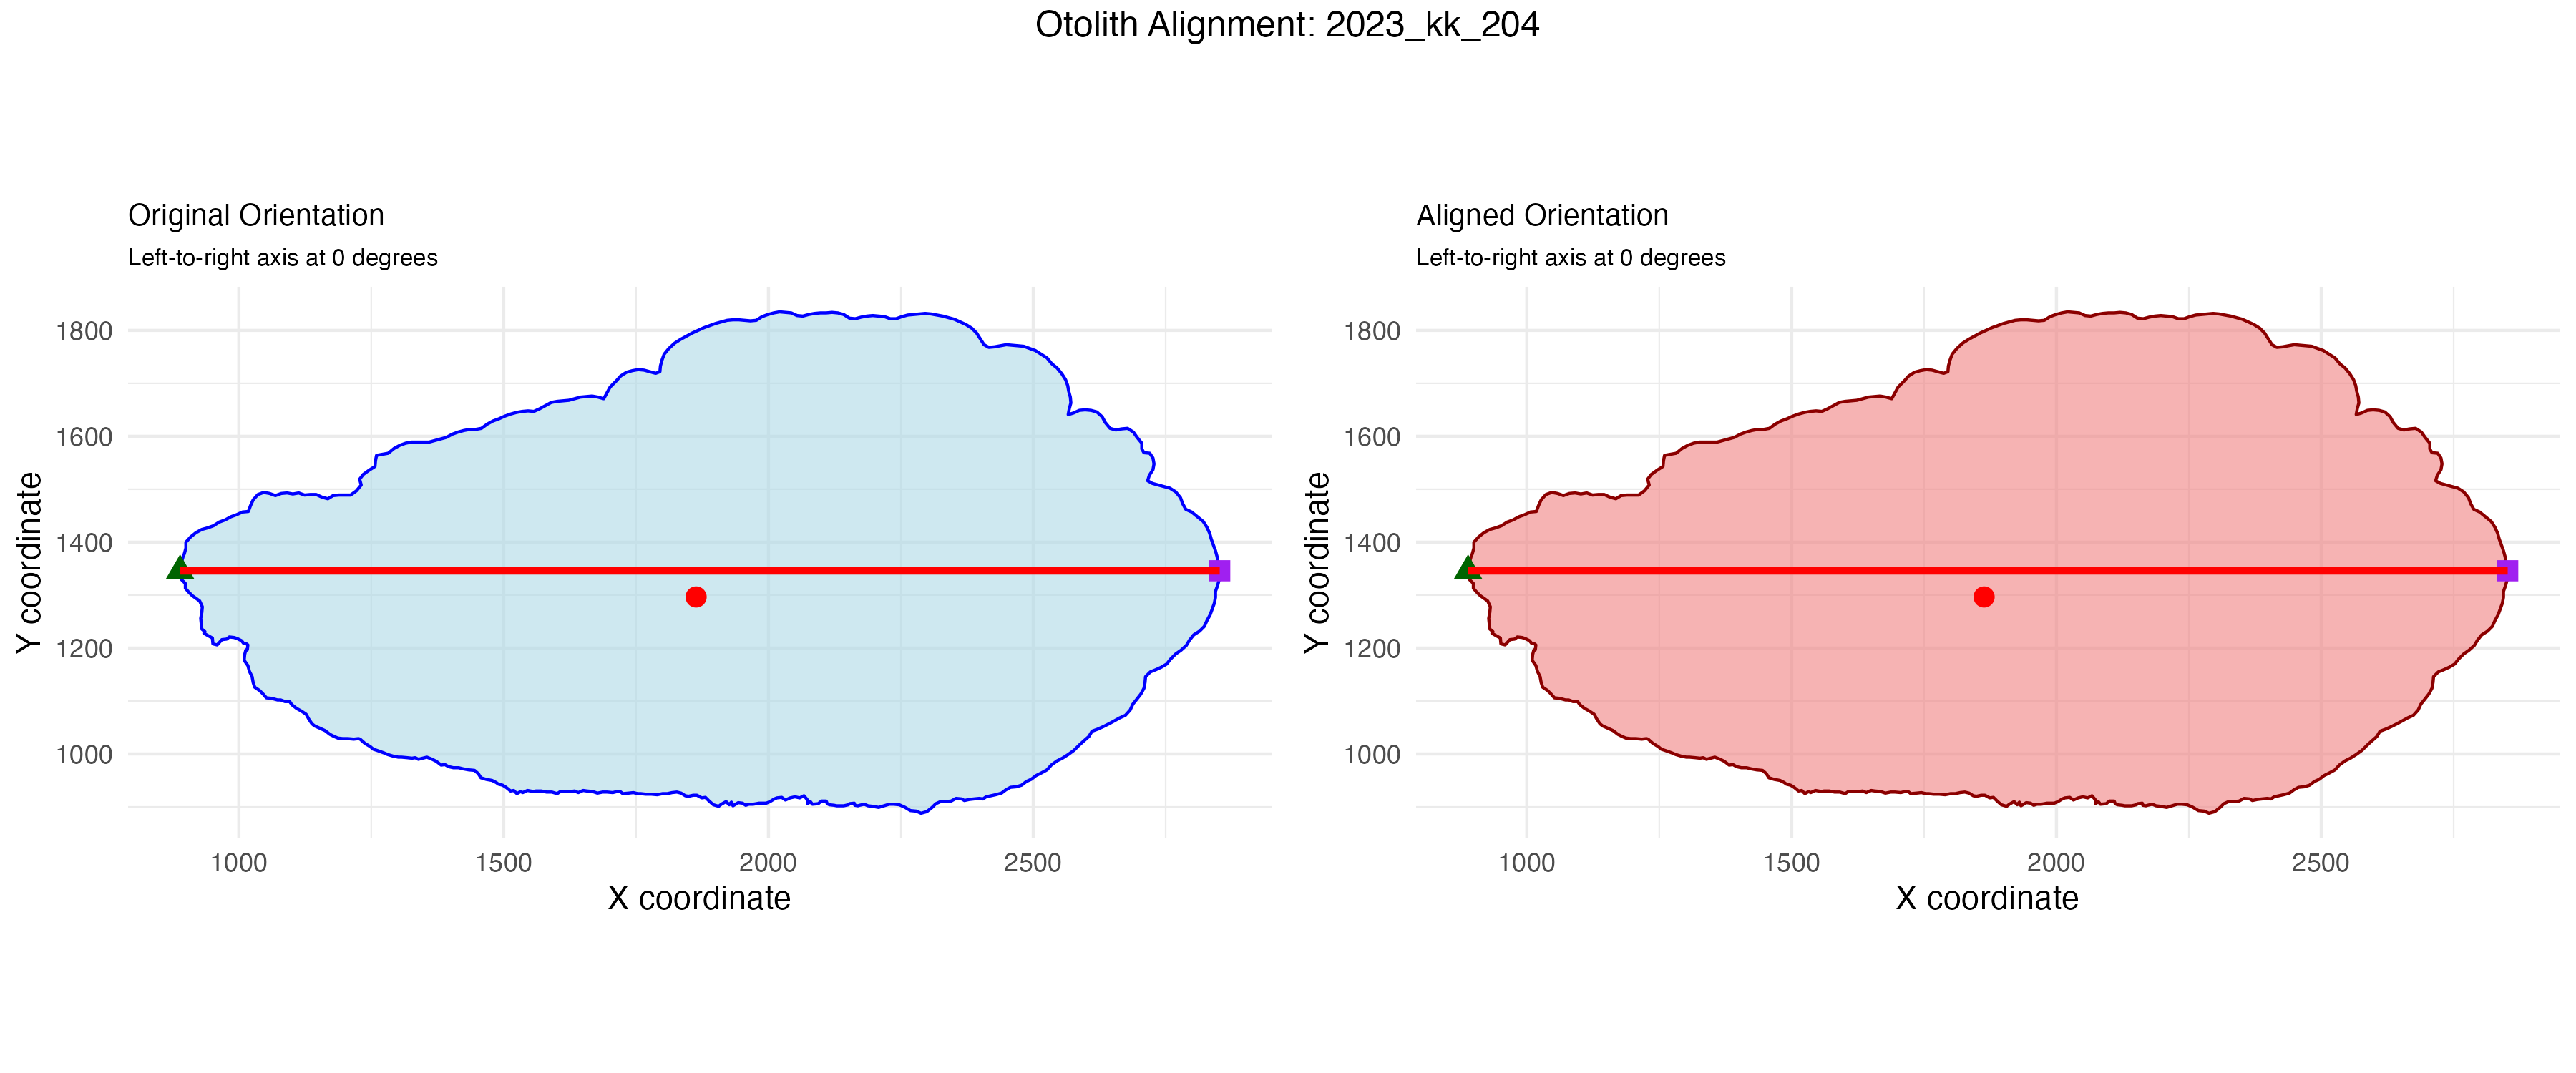 Otolith Alignment: 2023_kk_204
Original Orientation
Left-to-right axis at 0 degrees
1800
1600
1400
1200
1000
Y coordinate
1000 1500 2000 2500
X coordinate
Aligned Orientation
Left-to-right axis at 0 degrees
1800
1600
1400
1200
1000
Y coordinate
1000 1500 2000 2500
X coordinate